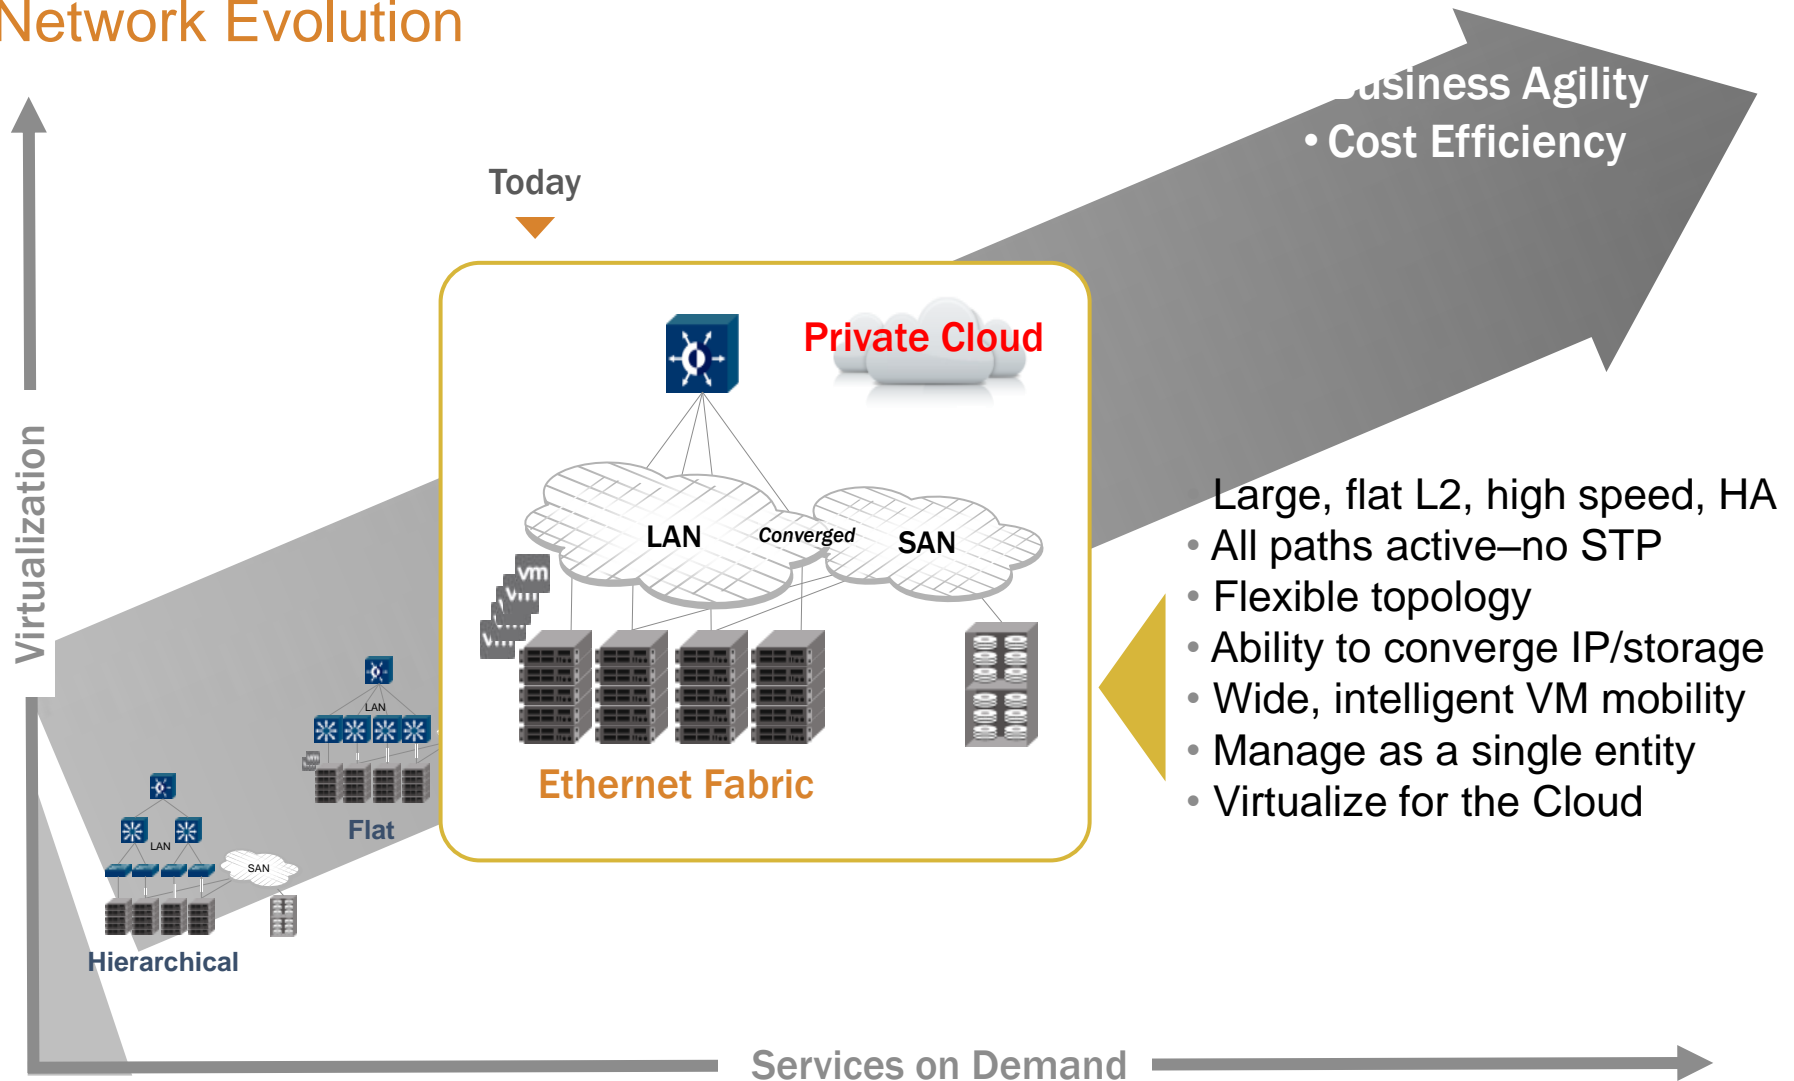 Network Evolution
Business Agility
• Cost Efficiency
Today
Private Cloud
Virtualization
LAN
Converged
SAN
vm
Ethernet Fabric
Large, flat L2, high speed, HA
• All paths active–no STP
• Flexible topology
• Ability to converge IP/storage
• Wide, intelligent VM mobility
• Manage as a single entity
• Virtualize for the Cloud
LAN
Flat
LAN
SAN
Hierarchical
Services on Demand